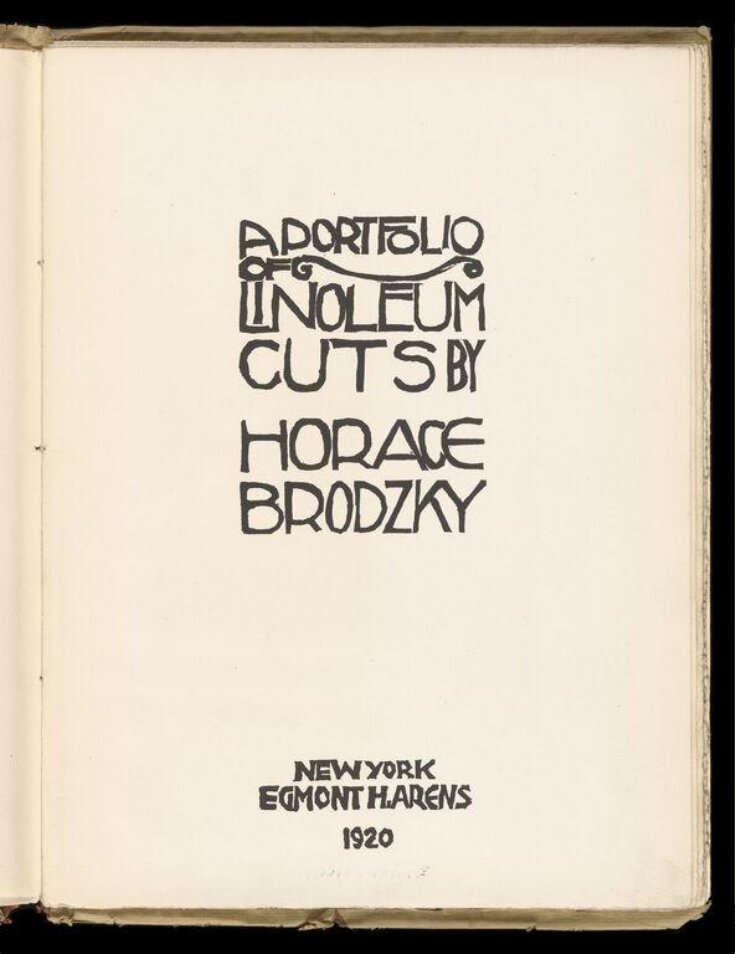 A PORTFOLIO
OF
LINOLEUM
CUTS BY
HORACE
BRODZKY
NEW YORK
EGMONT H. ARENS
1920